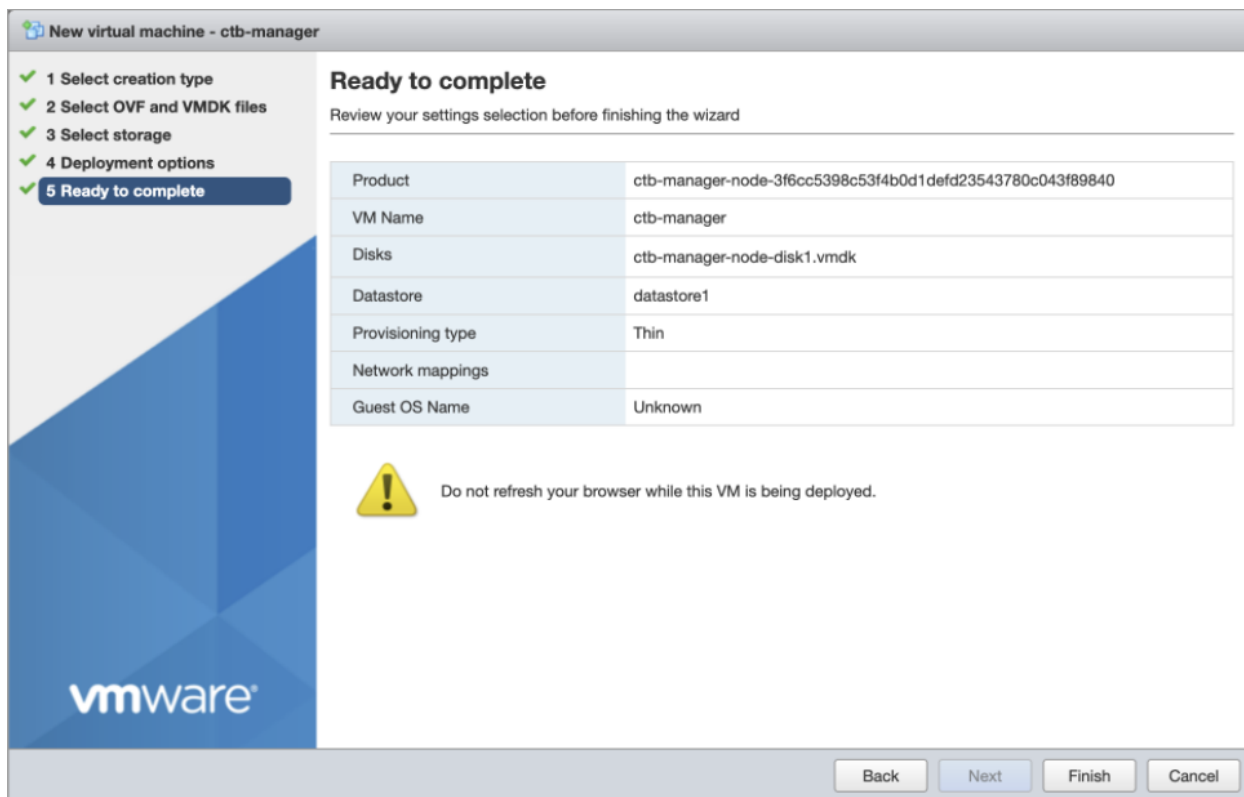 New virtual machine - ctb-manager
1 Select creation type
2 Select OVF and VMDK files
3 Select storage
4 Deployment options
5 Ready to complete
Ready to complete
Review your settings selection before finishing the wizard
Product ctb-manager-node-3f6cc5398c53f4b0d1defd23543780c043f89840
VM Name ctb-manager
Disks ctb-manager-node-disk1.vmdk
Datastore datastore1
Provisioning type Thin
Network mappings
Guest OS Name Unknown
Do not refresh your browser while this VM is being deployed.
vmware®
Back Next Finish Cancel